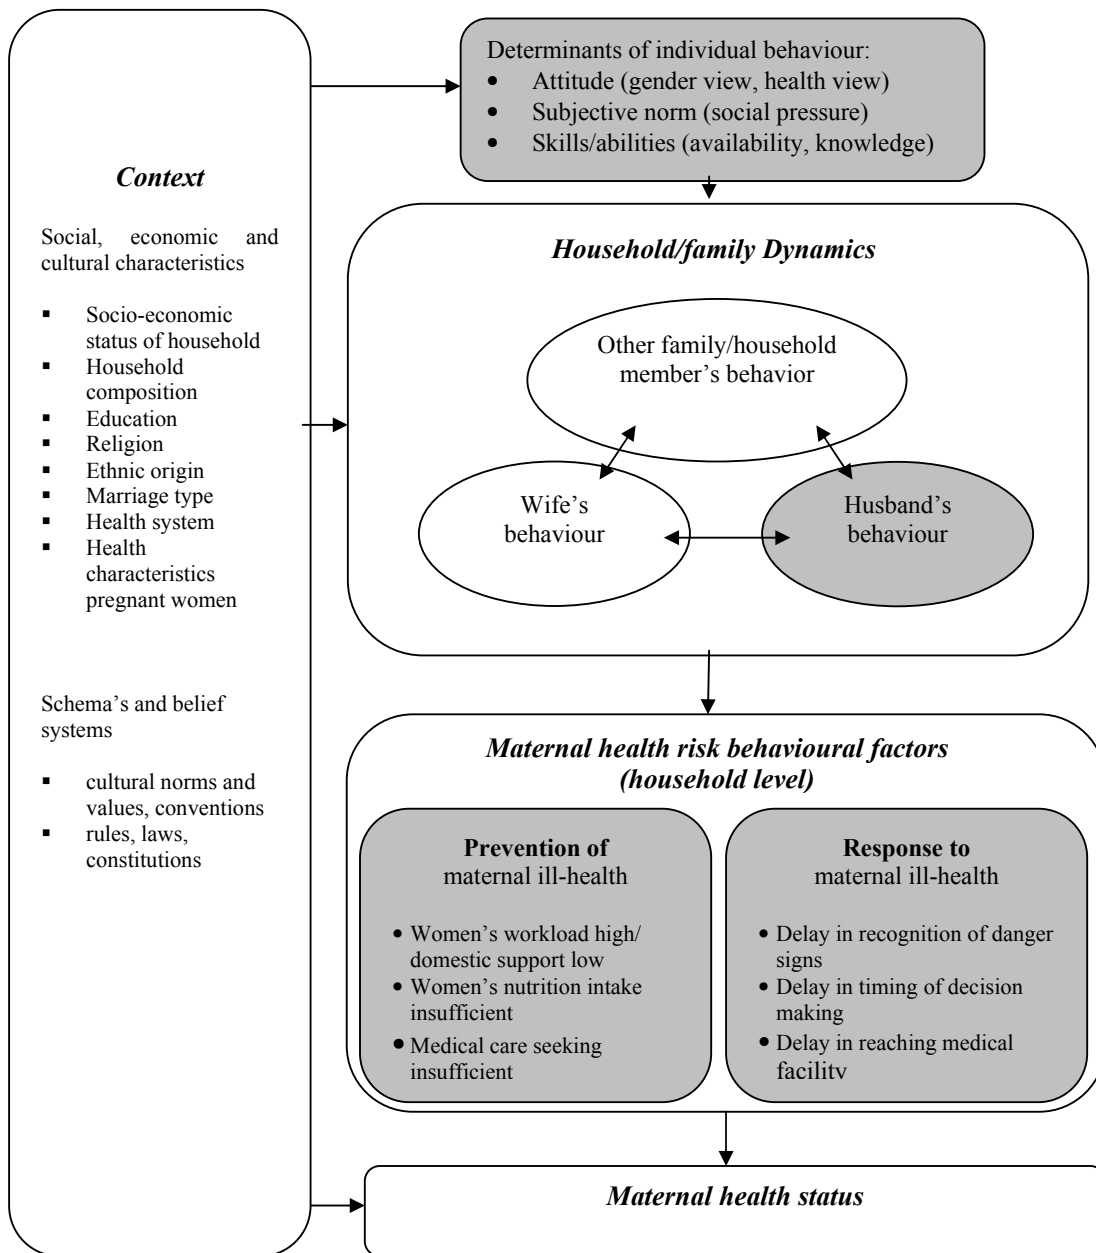 Context
Social, economic and
cultural characteristics
▪ Socio-economic
status of household
▪ Household
composition
▪ Education
▪ Religion
▪ Ethnic origin
▪ Marriage type
▪ Health system
▪ Health
characteristics
pregnant women
Schema's and belief
systems
▪ cultural norms and
values, conventions
▪ rules, laws,
constitutions
Determinants of individual behaviour:
• Attitude (gender view, health view)
• Subjective norm (social pressure)
• Skills/abilities (availability, knowledge)
Household/family Dynamics
Other family/household
member's behavior
Wife's
behaviour
Husband's
behaviour
Maternal health risk behavioural factors
(household level)
Prevention of
maternal ill-health
• Women's workload high/
domestic support low
• Women's nutrition intake
insufficient
• Medical care seeking
insufficient
Response to
maternal ill-health
• Delay in recognition of danger
signs
• Delay in timing of decision
making
• Delay in reaching medical
facility
Maternal health status